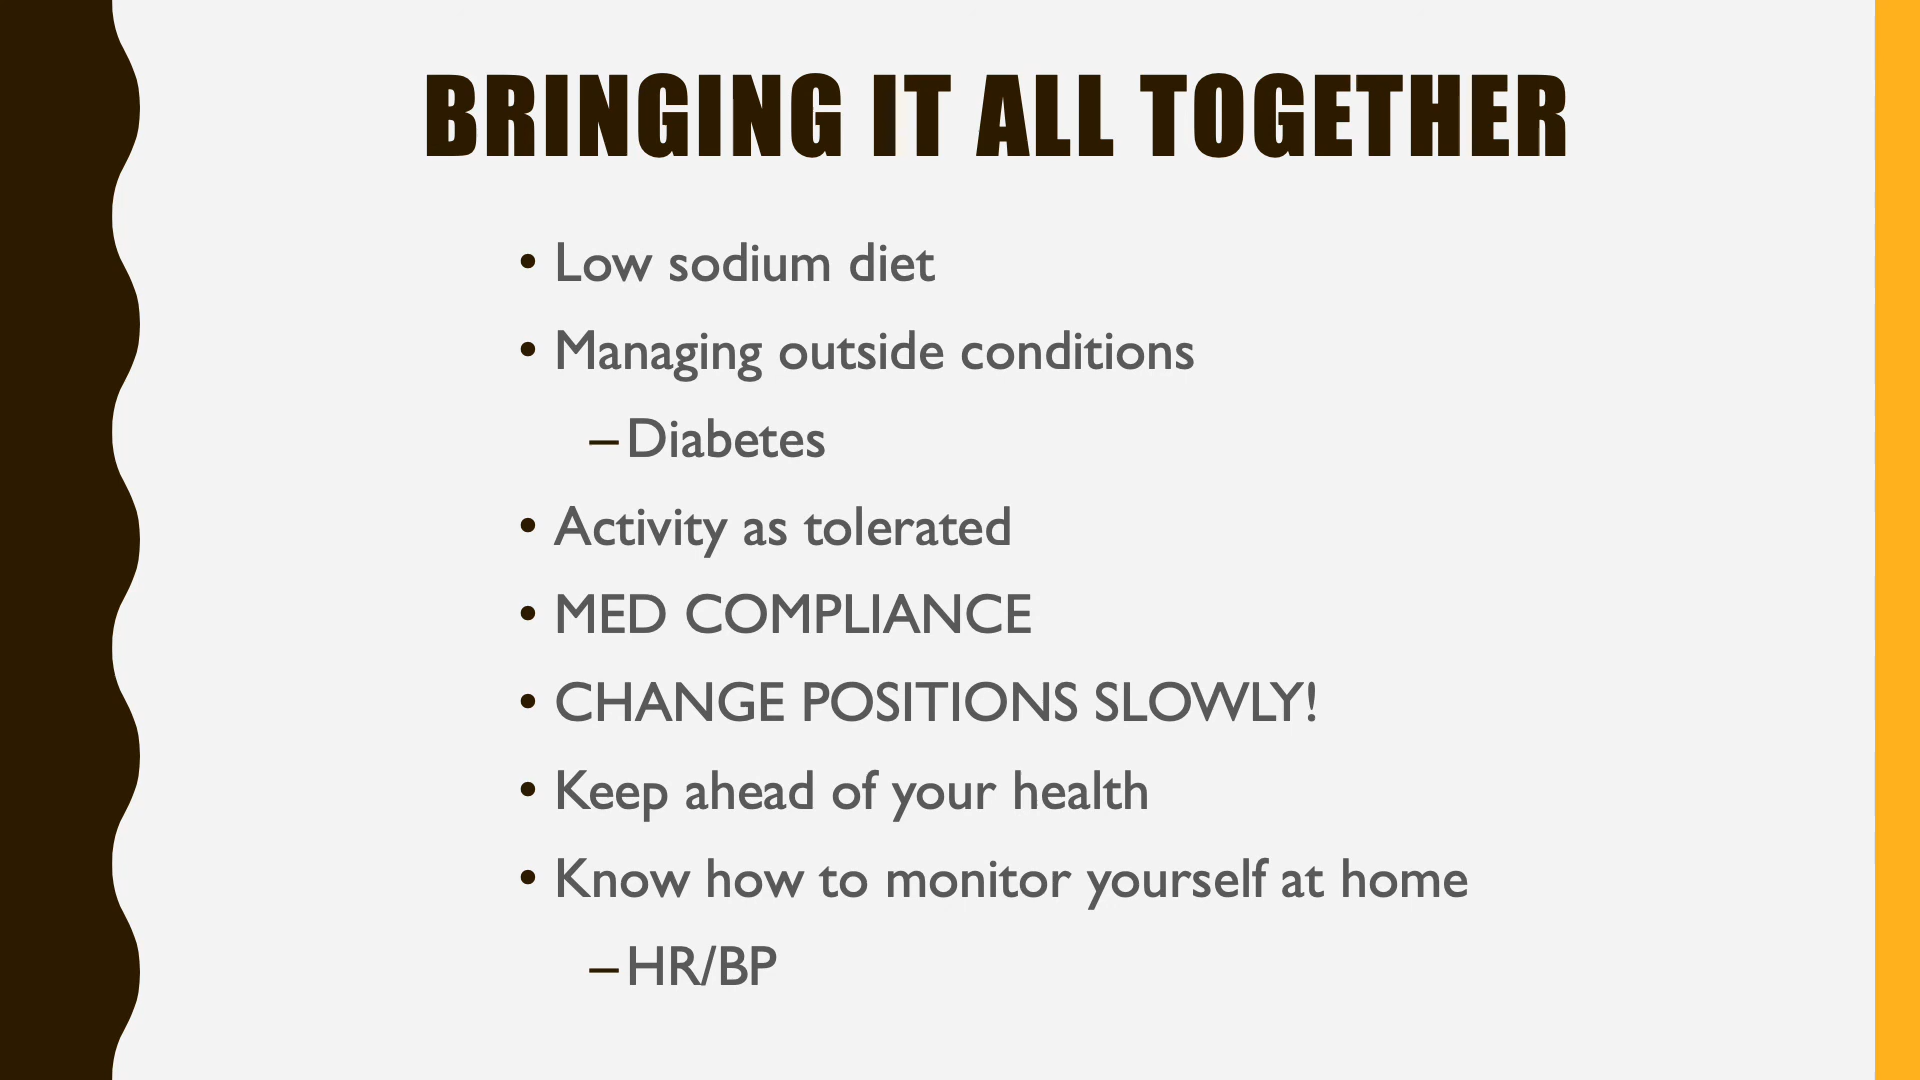 BRINGING IT ALL TOGETHER
• Low sodium diet
• Managing outside conditions
– Diabetes
• Activity as tolerated
• MED COMPLIANCE
• CHANGE POSITIONS SLOWLY!
• Keep ahead of your health
• Know how to monitor yourself at home
– HR/BP